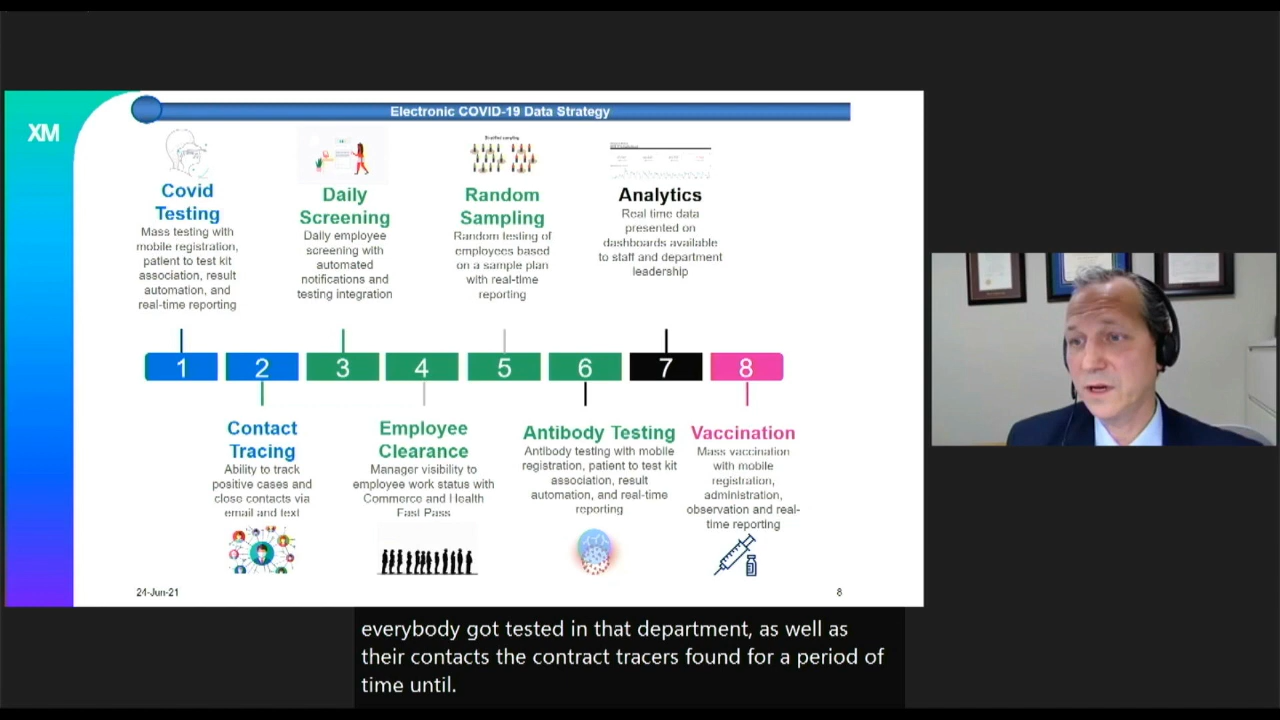 Electronic COVID-19 Data Strategy
XM
Covid
Testing
Mass testing with
mobile registration,
patient to test kit
association, result
automation, and
real-time reporting
Daily
Screening
Daily employee
screening with
automated
notifications and
testing integration
Random
Sampling
Random testing of
employees based
on a sample plan
with real-time
reporting
Analytics
Real time data
presented on
dashboards available
to staff and department
leadership
1 2 3 4 5 6 7 8
Contact
Tracing
Ability to track
positive cases and
close contacts via
email and text
Employee
Clearance
Manager visibility to
employee work status with
Commerce and Health
Fast Pass
Antibody Testing
Antibody testing with mobile
registration, patient to test kit
association, result
automation, and real-time
reporting
Vaccination
Mass vaccination
with mobile
registration,
administration,
observation and real-
time reporting
24-Jun-21
8
everybody got tested in that department, as well as
their contacts the contract tracers found for a period of
time until.